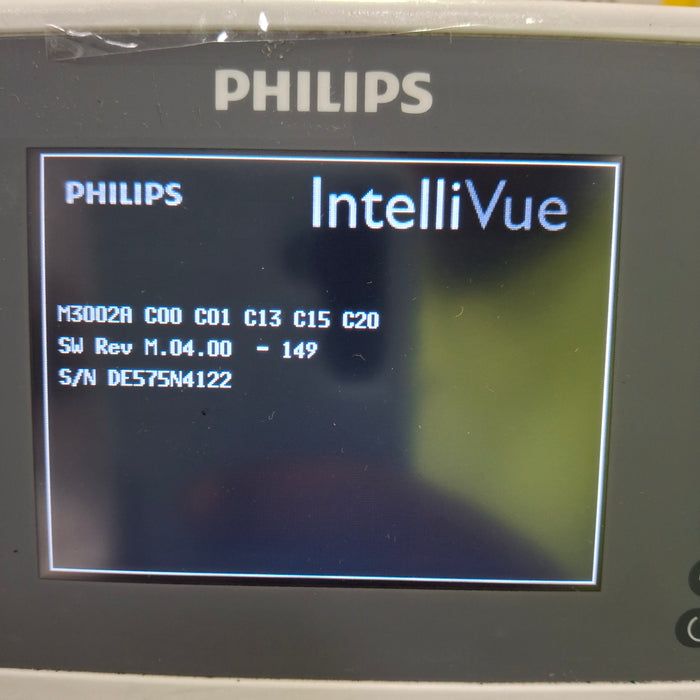 PHILIPS
PHILIPS
IntelliVue
M3002A C00 C01 C13 C15 C20
SW Rev M.04.00 - 149
S/N DE575N4122